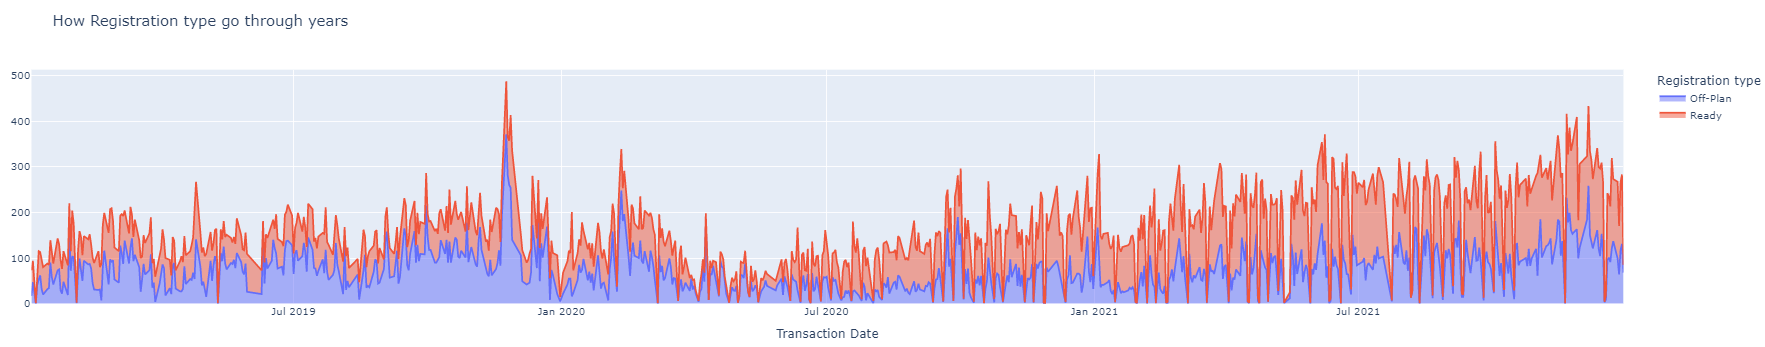 How Registration type go through years
500
400
300
200
100
0
Jul 2019
Jan 2020
Jul 2020
Jan 2021
Jul 2021
Transaction Date
Registration type
Off-Plan
Ready